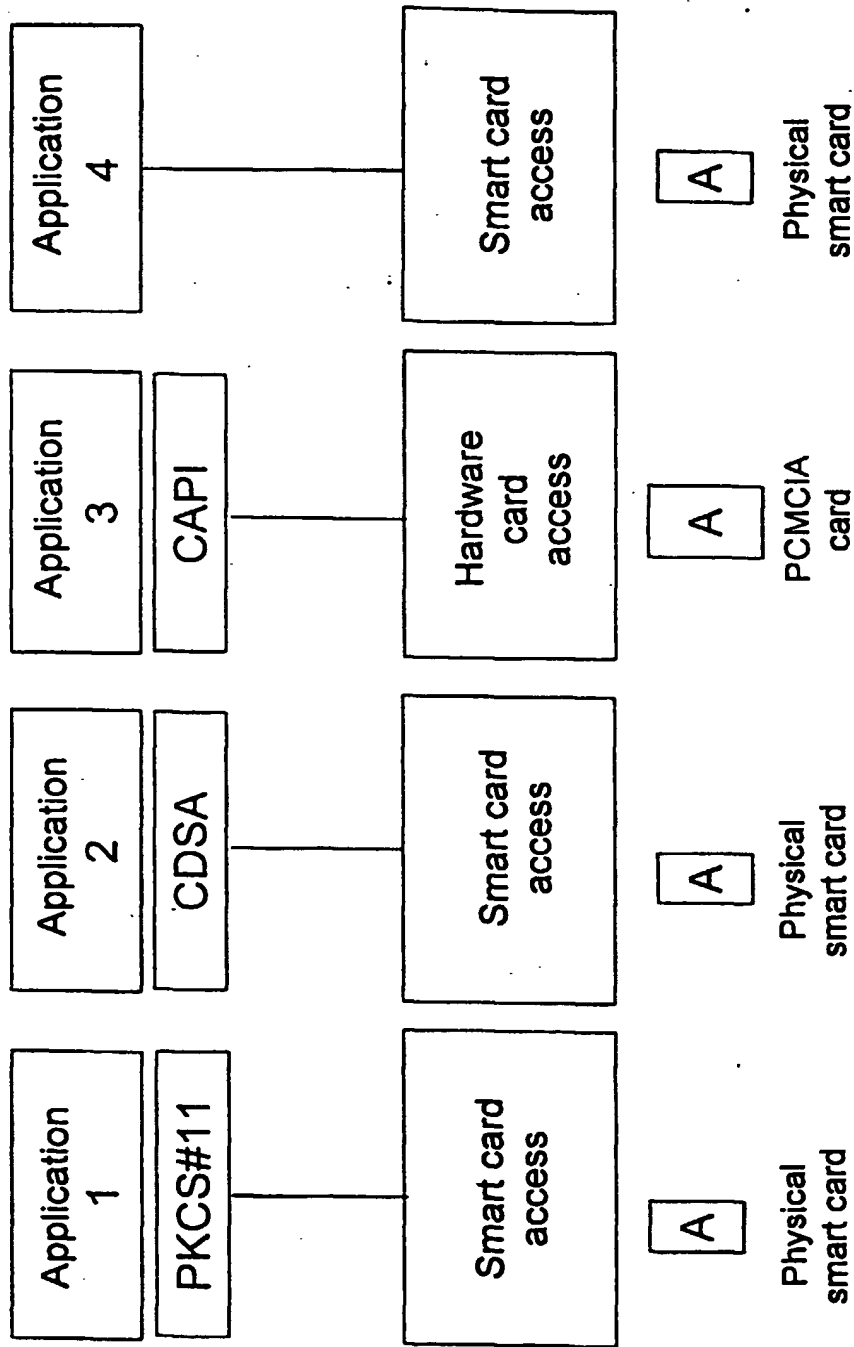 Application
1
PKCS#11
Smart card
access
A
Physical
smart card
Application
2
CDSA
Smart card
access
A
Physical
smart card
Application
3
CAPI
Hardware
card
access
A
PCMCIA
card
Application
4
Smart card
access
A
Physical
smart card